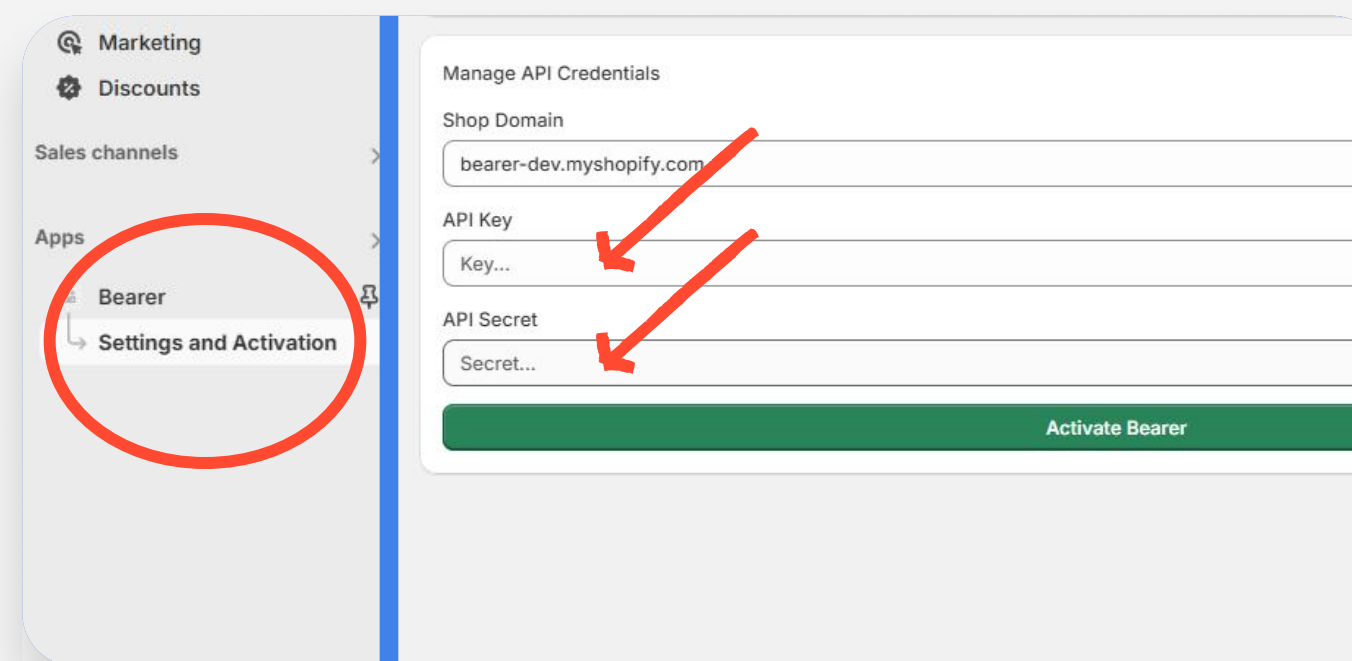 Marketing
Discounts
Sales channels
Apps
Bearer
Settings and Activation
Manage API Credentials
Shop Domain
bearer-dev.myshopify.com
API Key
Key...
API Secret
Secret...
Activate Bearer